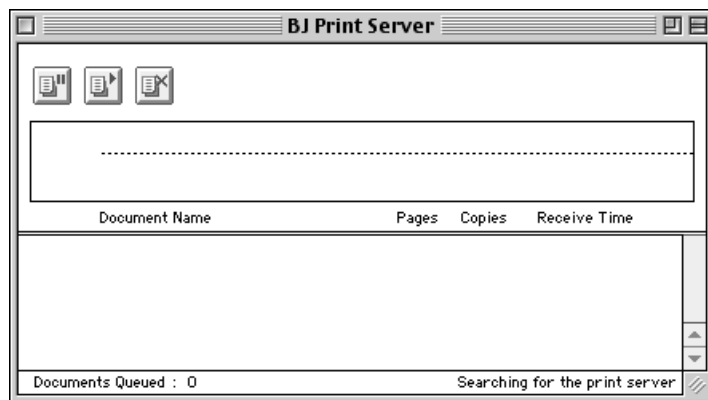 BJ Print Server
Document Name Pages Copies Receive Time
Documents Queued : 0 Searching for the print server